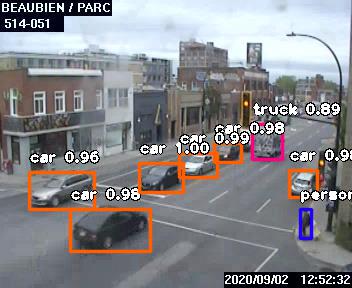 BEAUBIEN / PARC
514-051
truck 0.89
car 0.98
car 0.99
car 1.00
car 0.96
car 0.98
car 0.98
person
2020/09/02 12:52:32